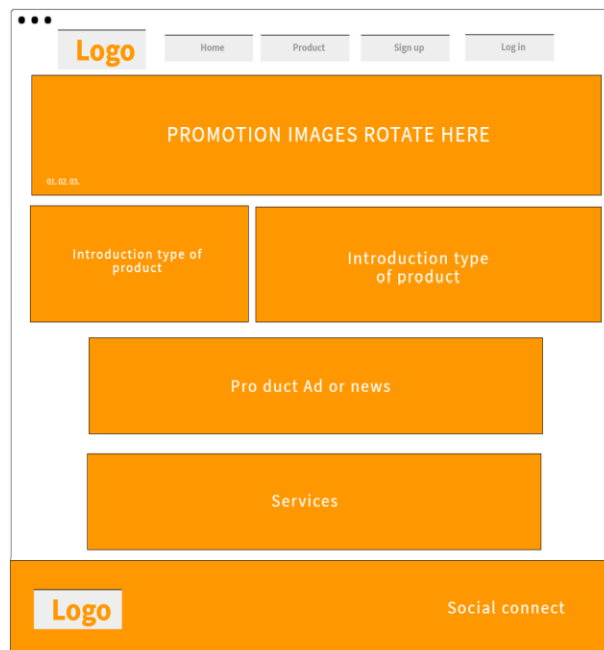 Logo
Home
Product
Sign up
Log in
PROMOTION IMAGES ROTATE HERE
01. 02. 03.
Introduction type of
product
Introduction type
of product
Pro duct Ad or news
Services
Logo
Social connect